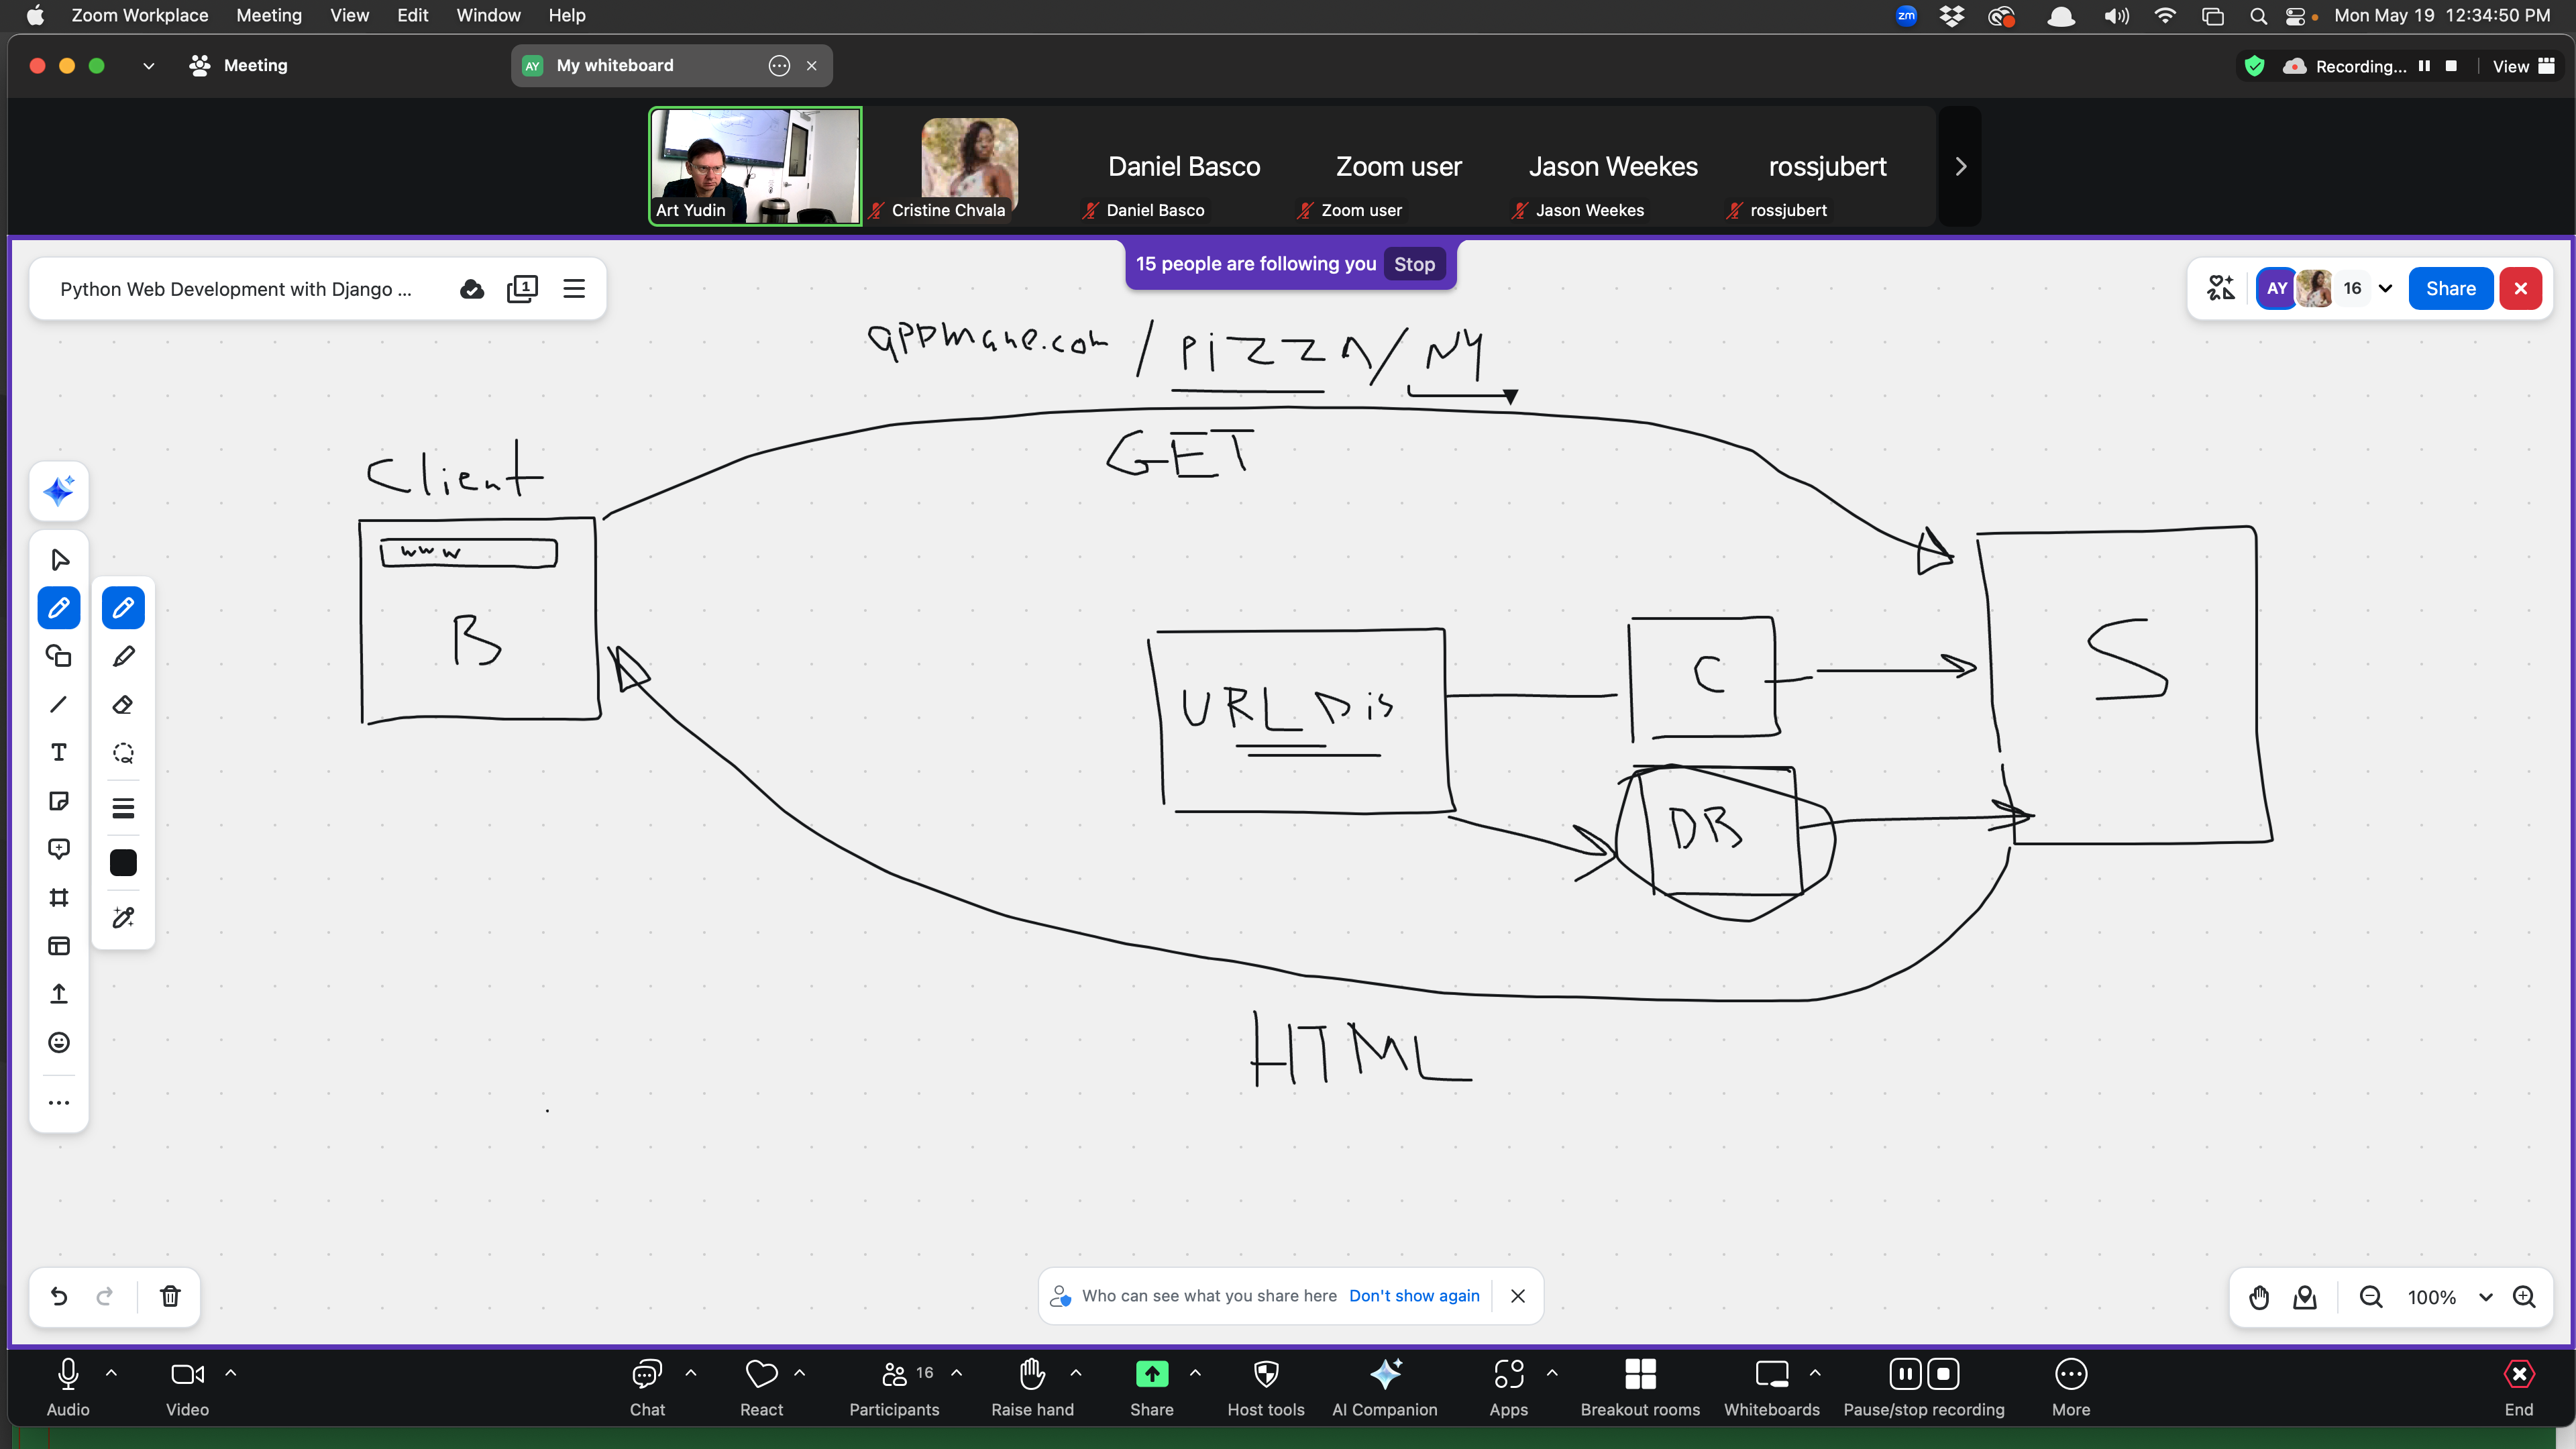 Zoom Workplace Meeting View Edit Window Help
zm Mon May 19 12:34:50 PM
Meeting
AY My whiteboard
Recording... View
Daniel Basco Zoom user Jason Weekes rossjubert
Art Yudin Cristine Chvala Daniel Basco Zoom user Jason Weekes rossjubert
15 people are following you Stop
Python Web Development with Django ... 1
AY 16 Share
appmane.com / PiZZA / NY
GET
Client
www
B
URL Dis
C
S
DB
HTML
Who can see what you share here Don't show again
100%
Audio Video Chat React Participants 16 Raise hand Share Host tools AI Companion Apps Breakout rooms Whiteboards Pause/stop recording More End